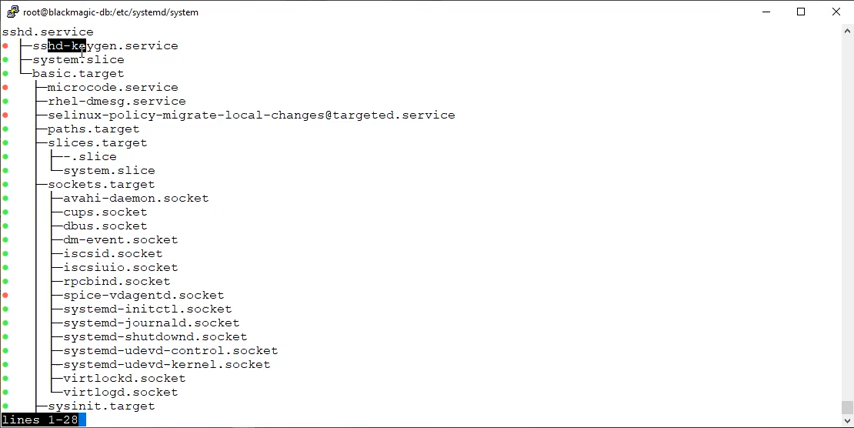 root@blackmagic-db:/etc/systemd/system
sshd.service
● ├─sshd-keygen.service
● ├─system.slice
● └─basic.target
●   ├─microcode.service
●   ├─rhel-dmesg.service
●   ├─selinux-policy-migrate-local-changes@targeted.service
●   ├─paths.target
●   ├─slices.target
●   │ ├─-.slice
●   │ └─system.slice
●   ├─sockets.target
●   │ ├─avahi-daemon.socket
●   │ ├─cups.socket
●   │ ├─dbus.socket
●   │ ├─dm-event.socket
●   │ ├─iscsid.socket
●   │ ├─iscsiuio.socket
●   │ ├─rpcbind.socket
●   │ ├─spice-vdagentd.socket
●   │ ├─systemd-initctl.socket
●   │ ├─systemd-journald.socket
●   │ ├─systemd-shutdownd.socket
●   │ ├─systemd-udevd-control.socket
●   │ ├─systemd-udevd-kernel.socket
●   │ ├─virtlockd.socket
●   │ └─virtlogd.socket
●   ├─sysinit.target
lines 1-28